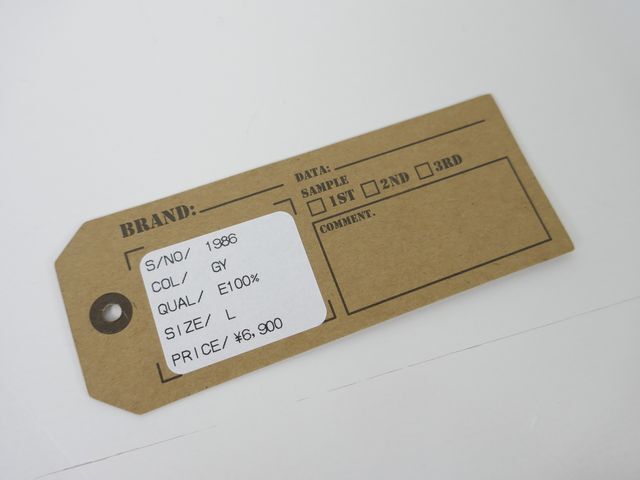 BRAND:
DATA:
SAMPLE
1ST 2ND 3RD
COMMENT.
S/NO/ 1986
COL/ GY
QUAL/ E100%
SIZE/ L
PRICE/ ¥6,900